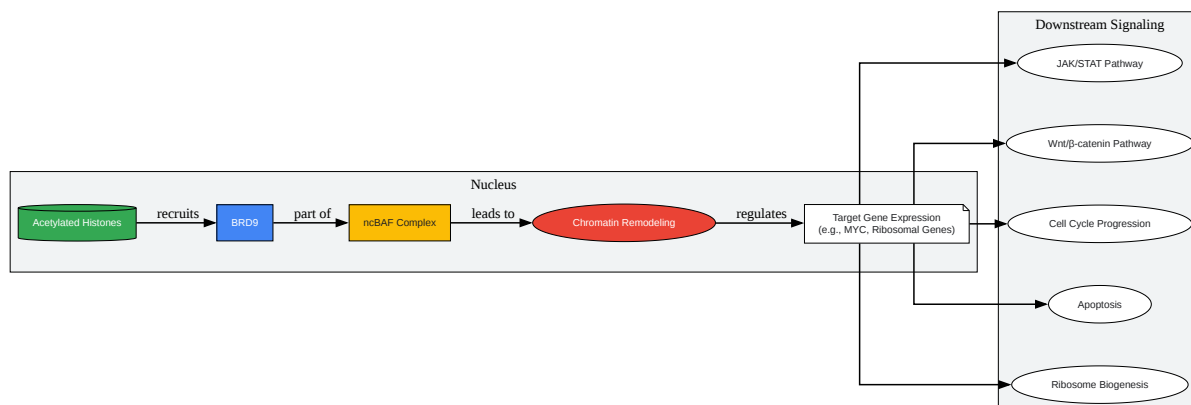 Downstream Signaling
JAK/STAT Pathway
Wnt/β-catenin Pathway
Nucleus
Acetylated Histones
recruits
BRD9
part of
ncBAF Complex
leads to
Chromatin Remodeling
regulates
Target Gene Expression
(e.g., MYC, Ribosomal Genes)
Cell Cycle Progression
Apoptosis
Ribosome Biogenesis